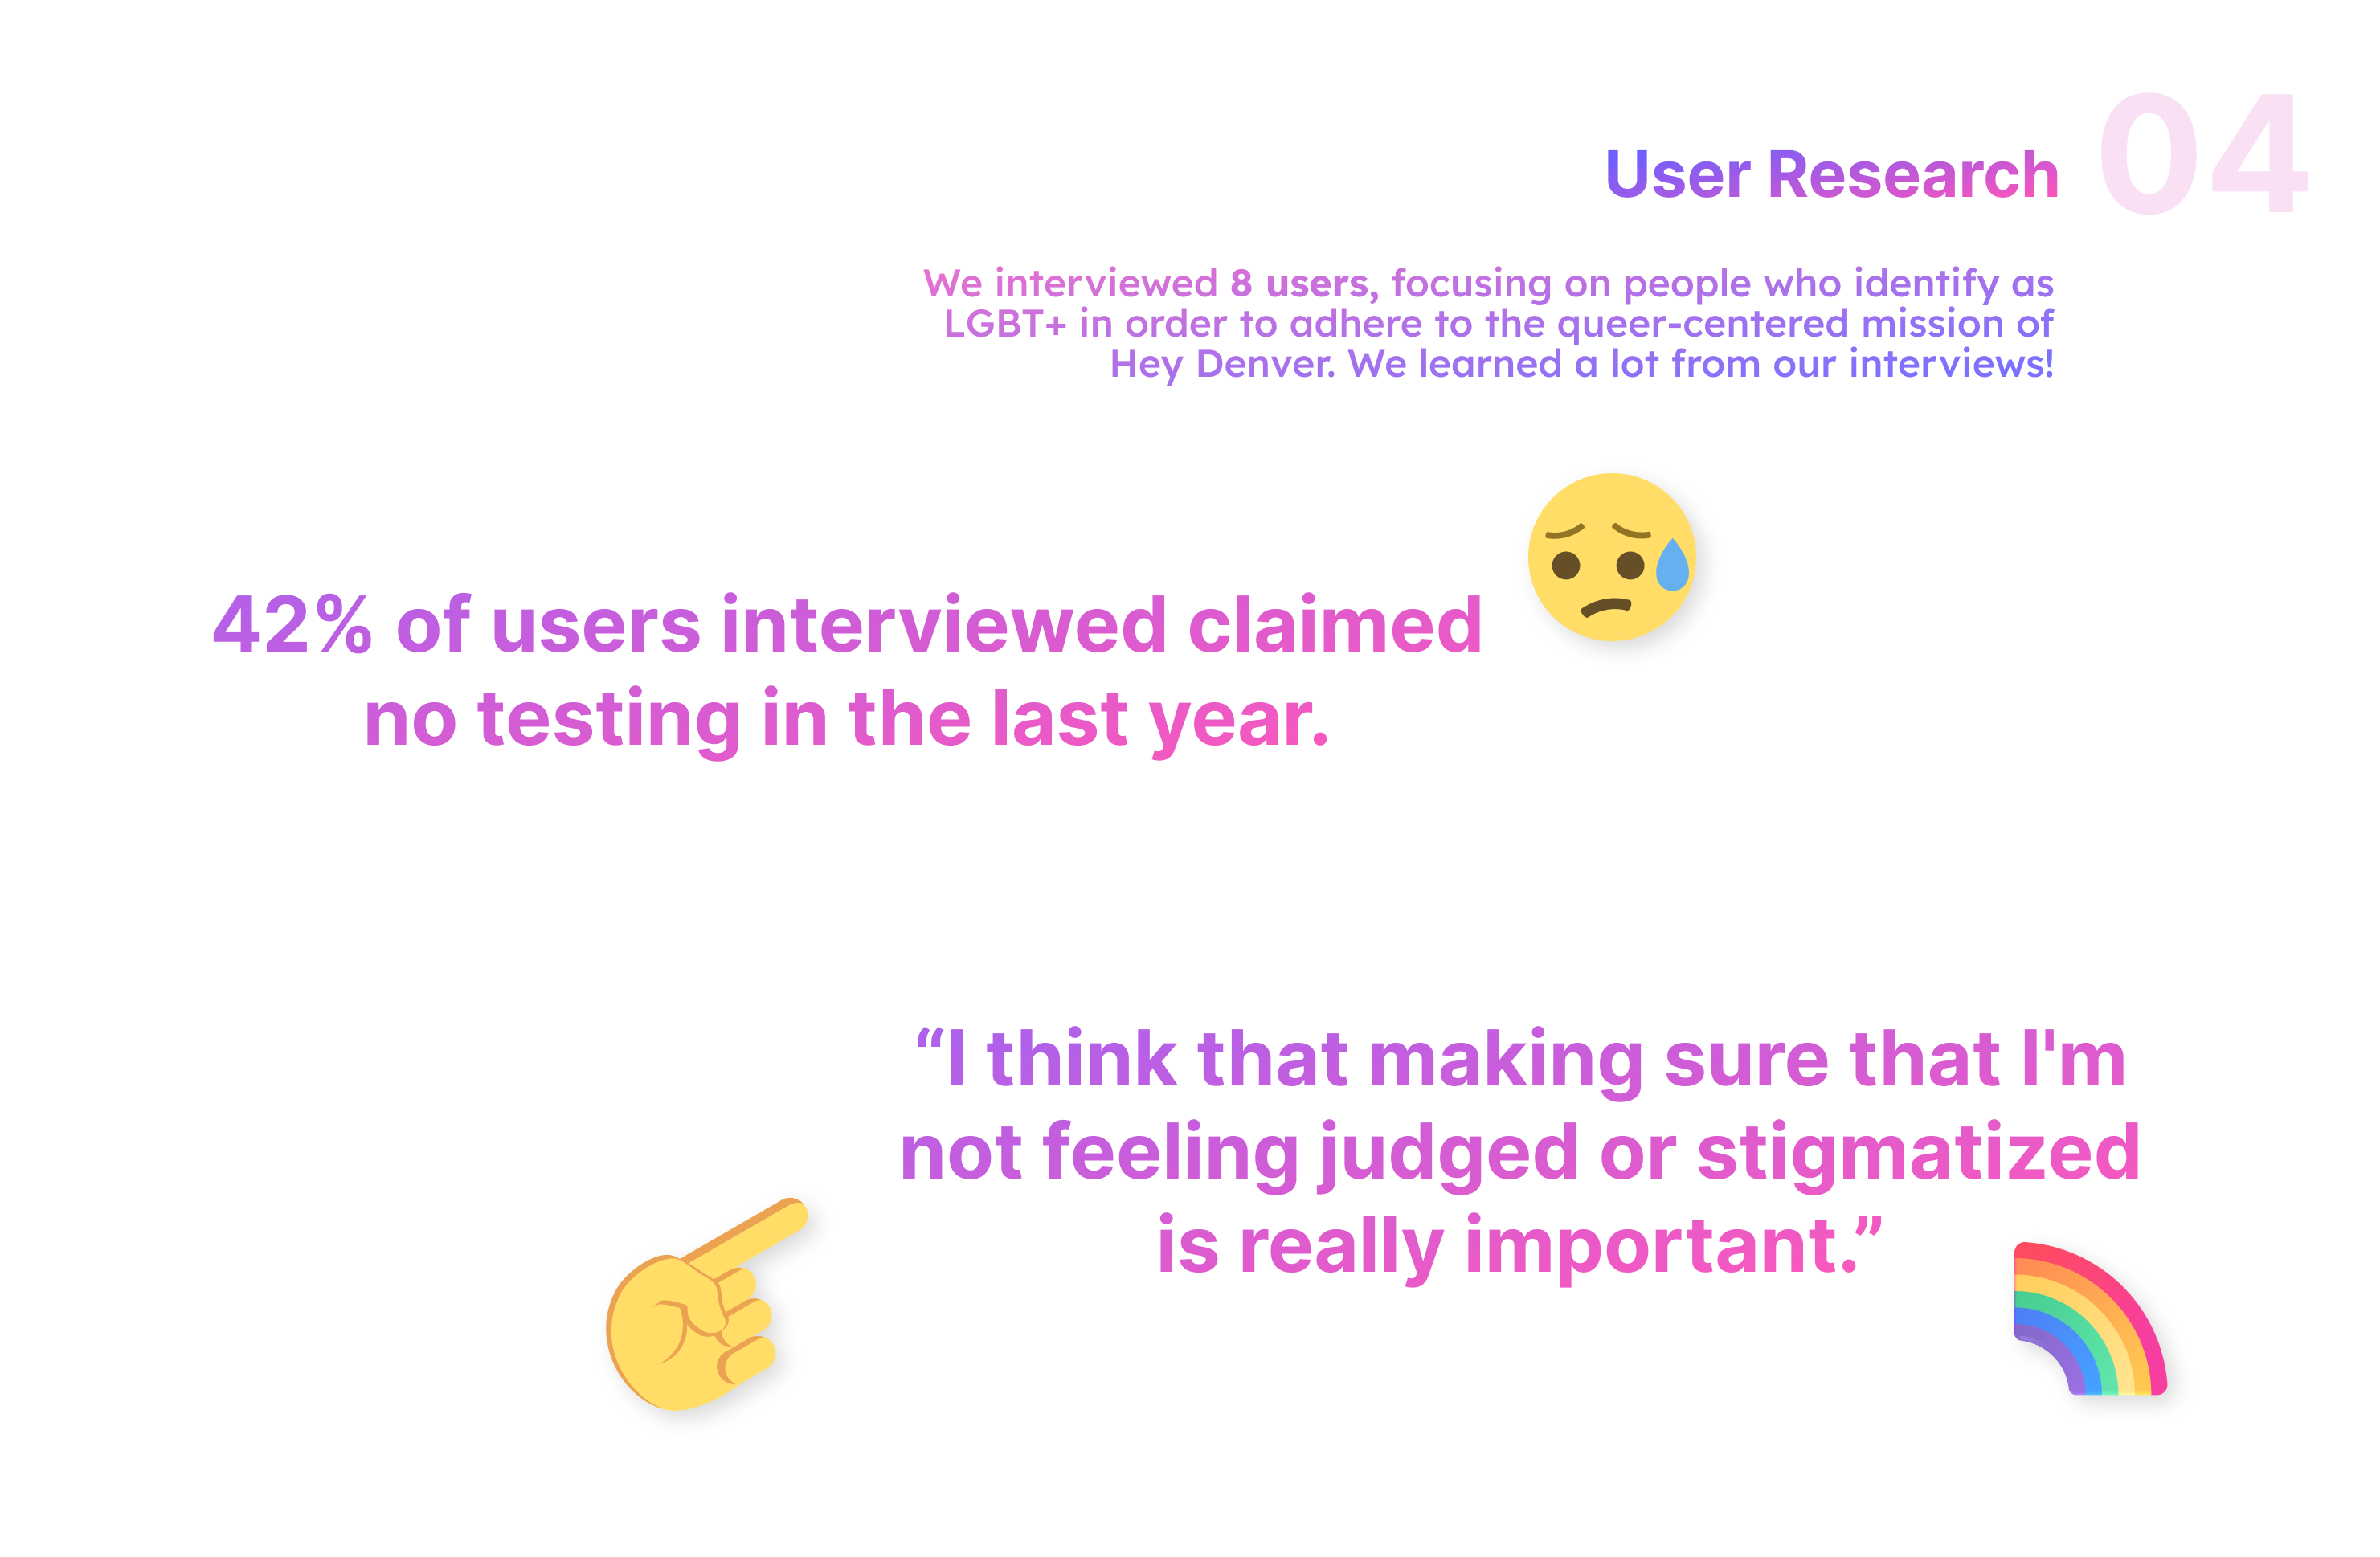 04
User Research
We interviewed 8 users, focusing on people who identify as
LGBT+ in order to adhere to the queer-centered mission of
Hey Denver. We learned a lot from our interviews!
42% of users interviewed claimed
no testing in the last year.
“I think that making sure that I'm
not feeling judged or stigmatized
is really important.”